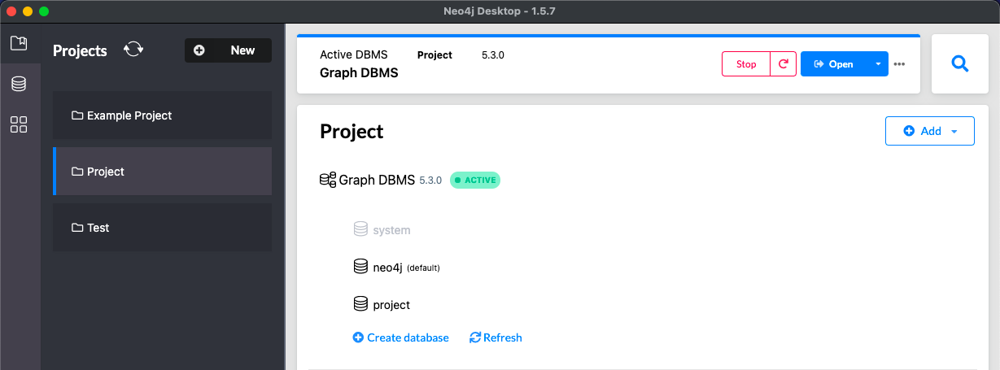 Neo4j Desktop - 1.5.7
Projects
New
Example Project
Project
Test
Active DBMS Project 5.3.0
Graph DBMS
Stop
Open
Project
Add
Graph DBMS 5.3.0 ACTIVE
system
neo4j (default)
project
Create database Refresh